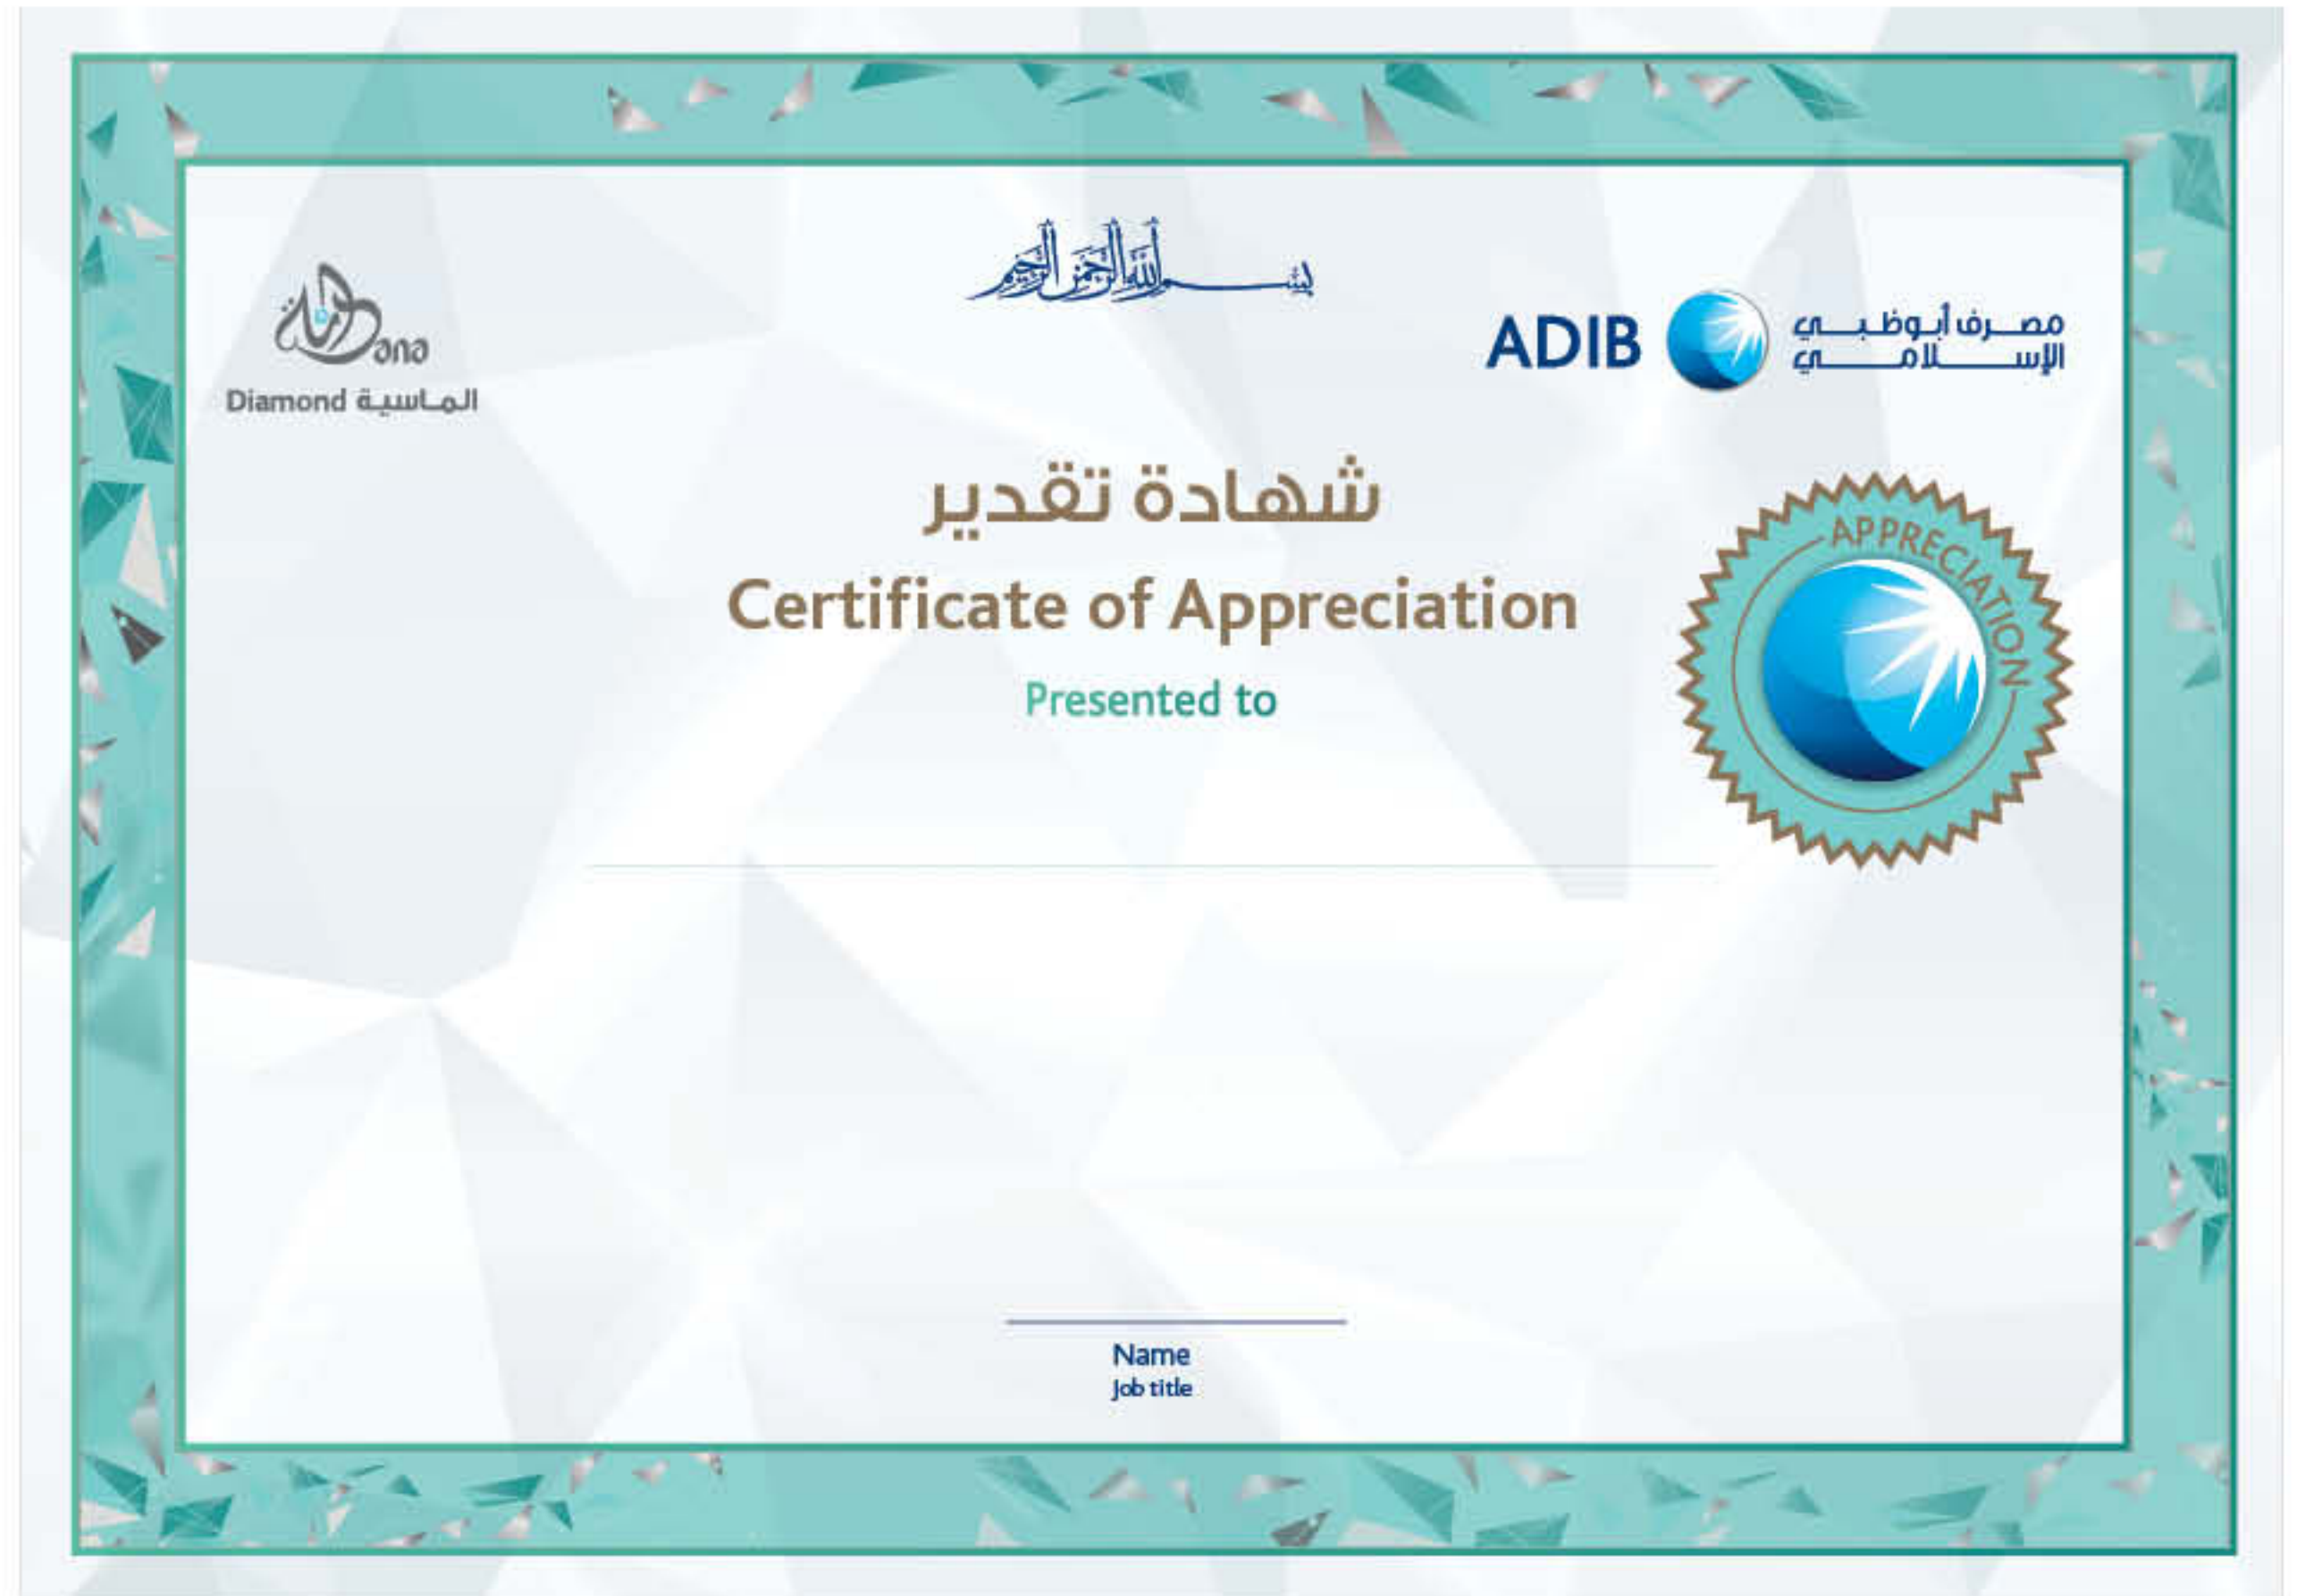 بسم الله الرحمن الرحيم
الدانة
Dana
Diamond الماسية
ADIB
مصرف أبوظبي
الإسلامي
شهادة تقدير
Certificate of Appreciation
Presented to
APPRECIATION
Name
Job title